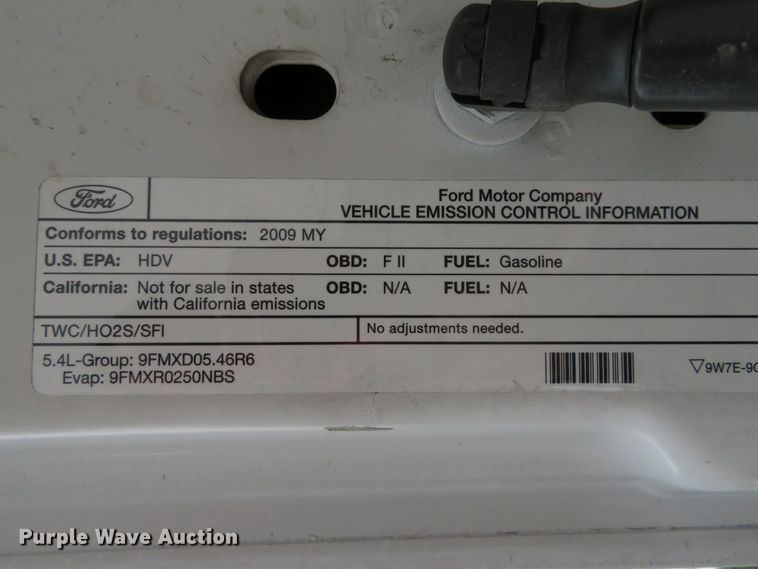 Ford
Ford Motor Company
VEHICLE EMISSION CONTROL INFORMATION
Conforms to regulations: 2009 MY
U.S. EPA: HDV OBD: F II FUEL: Gasoline
California: Not for sale in states with California emissions OBD: N/A FUEL: N/A
TWC/HO2S/SFI No adjustments needed.
5.4L-Group: 9FMXD05.46R6
Evap: 9FMXR0250NBS
▽9W7E-9C
Purple Wave Auction